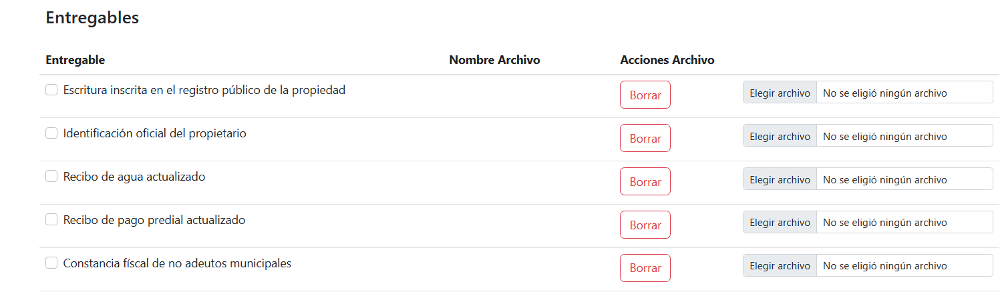 Entregables
Entregable Nombre Archivo Acciones Archivo
Escritura inscrita en el registro público de la propiedad Borrar Elegir archivo No se eligió ningún archivo
Identificación oficial del propietario Borrar Elegir archivo No se eligió ningún archivo
Recibo de agua actualizado Borrar Elegir archivo No se eligió ningún archivo
Recibo de pago predial actualizado Borrar Elegir archivo No se eligió ningún archivo
Constancia físcal de no adeutos municipales Borrar Elegir archivo No se eligió ningún archivo